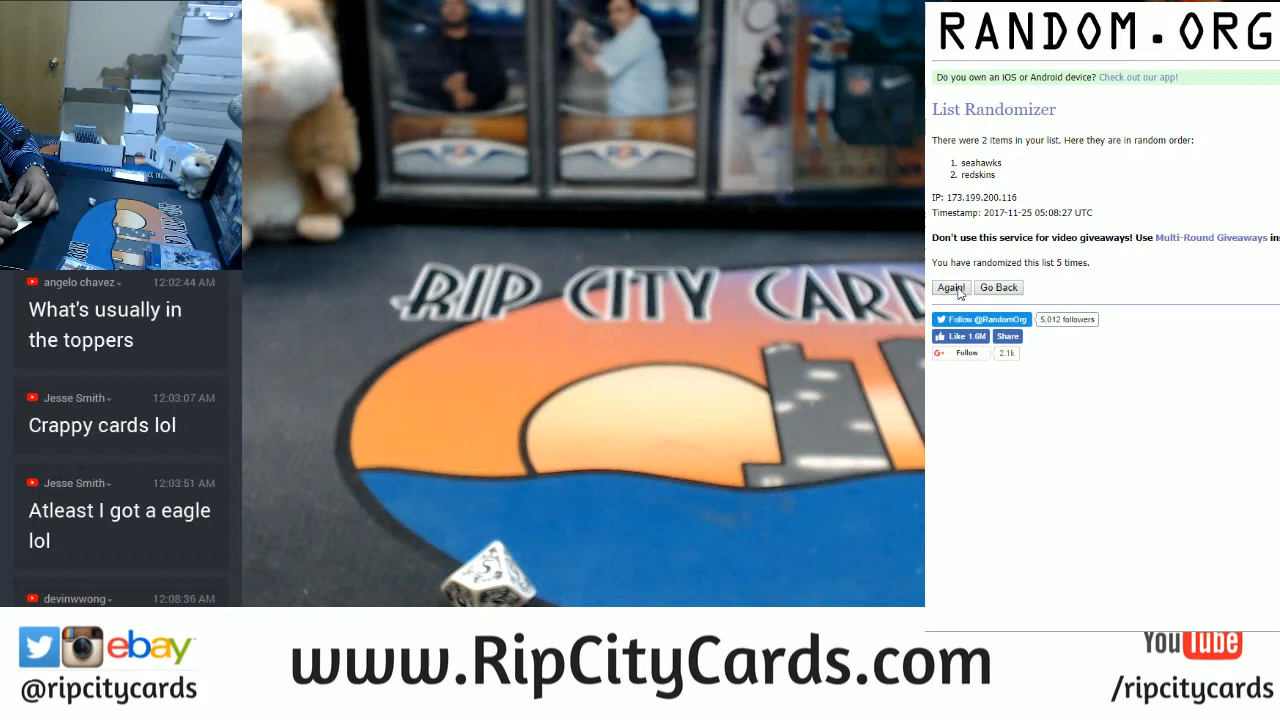 RANDOM.ORG
Do you own an iOS or Android device? Check out our app!
List Randomizer
There were 2 items in your list. Here they are in random order:
1. seahawks
2. redskins
IP: 173.199.200.116
Timestamp: 2017-11-25 05:08:27 UTC
Don't use this service for video giveaways! Use Multi-Round Giveaways
You have randomized this list 5 times.
Again! Go Back
Follow @RandomOrg 5,012 followers
Like 1.6M Share
G+ Follow 2.1k
angelo chavez 12:02:44 AM
What's usually in
the toppers
Jesse Smith 12:03:07 AM
Crappy cards lol
Jesse Smith 12:03:51 AM
Atleast I got a eagle
lol
devinwwong 12:08:36 AM
RIP CITY CARD
ebay
@ripcitycards
www.RipCityCards.com
YouTube
/ripcitycards